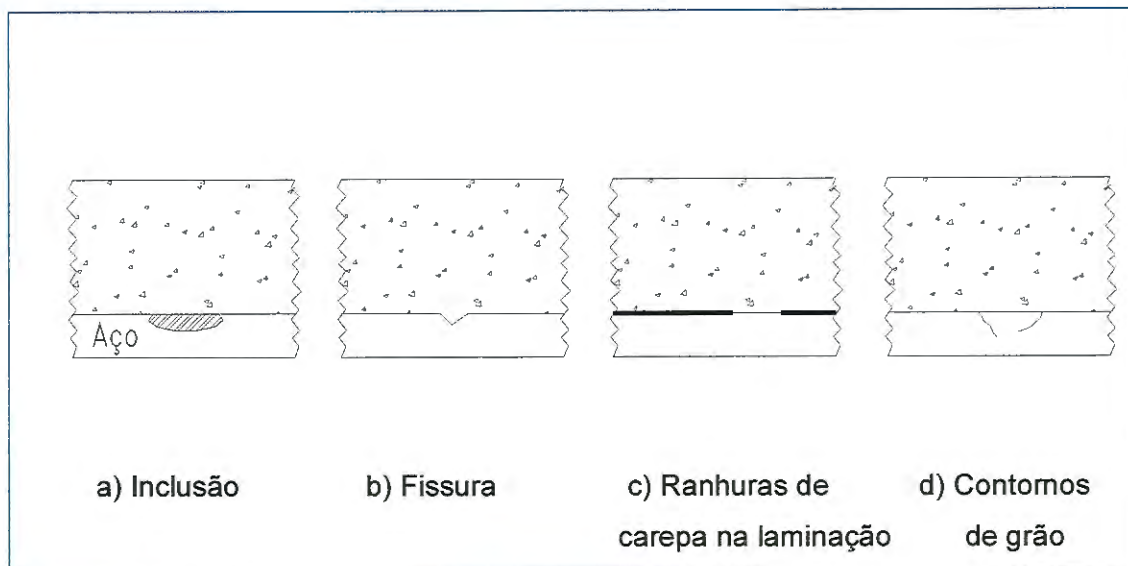 Aço
a) Inclusão
b) Fissura
c) Ranhuras de
carepa na laminação
d) Contornos
de grão